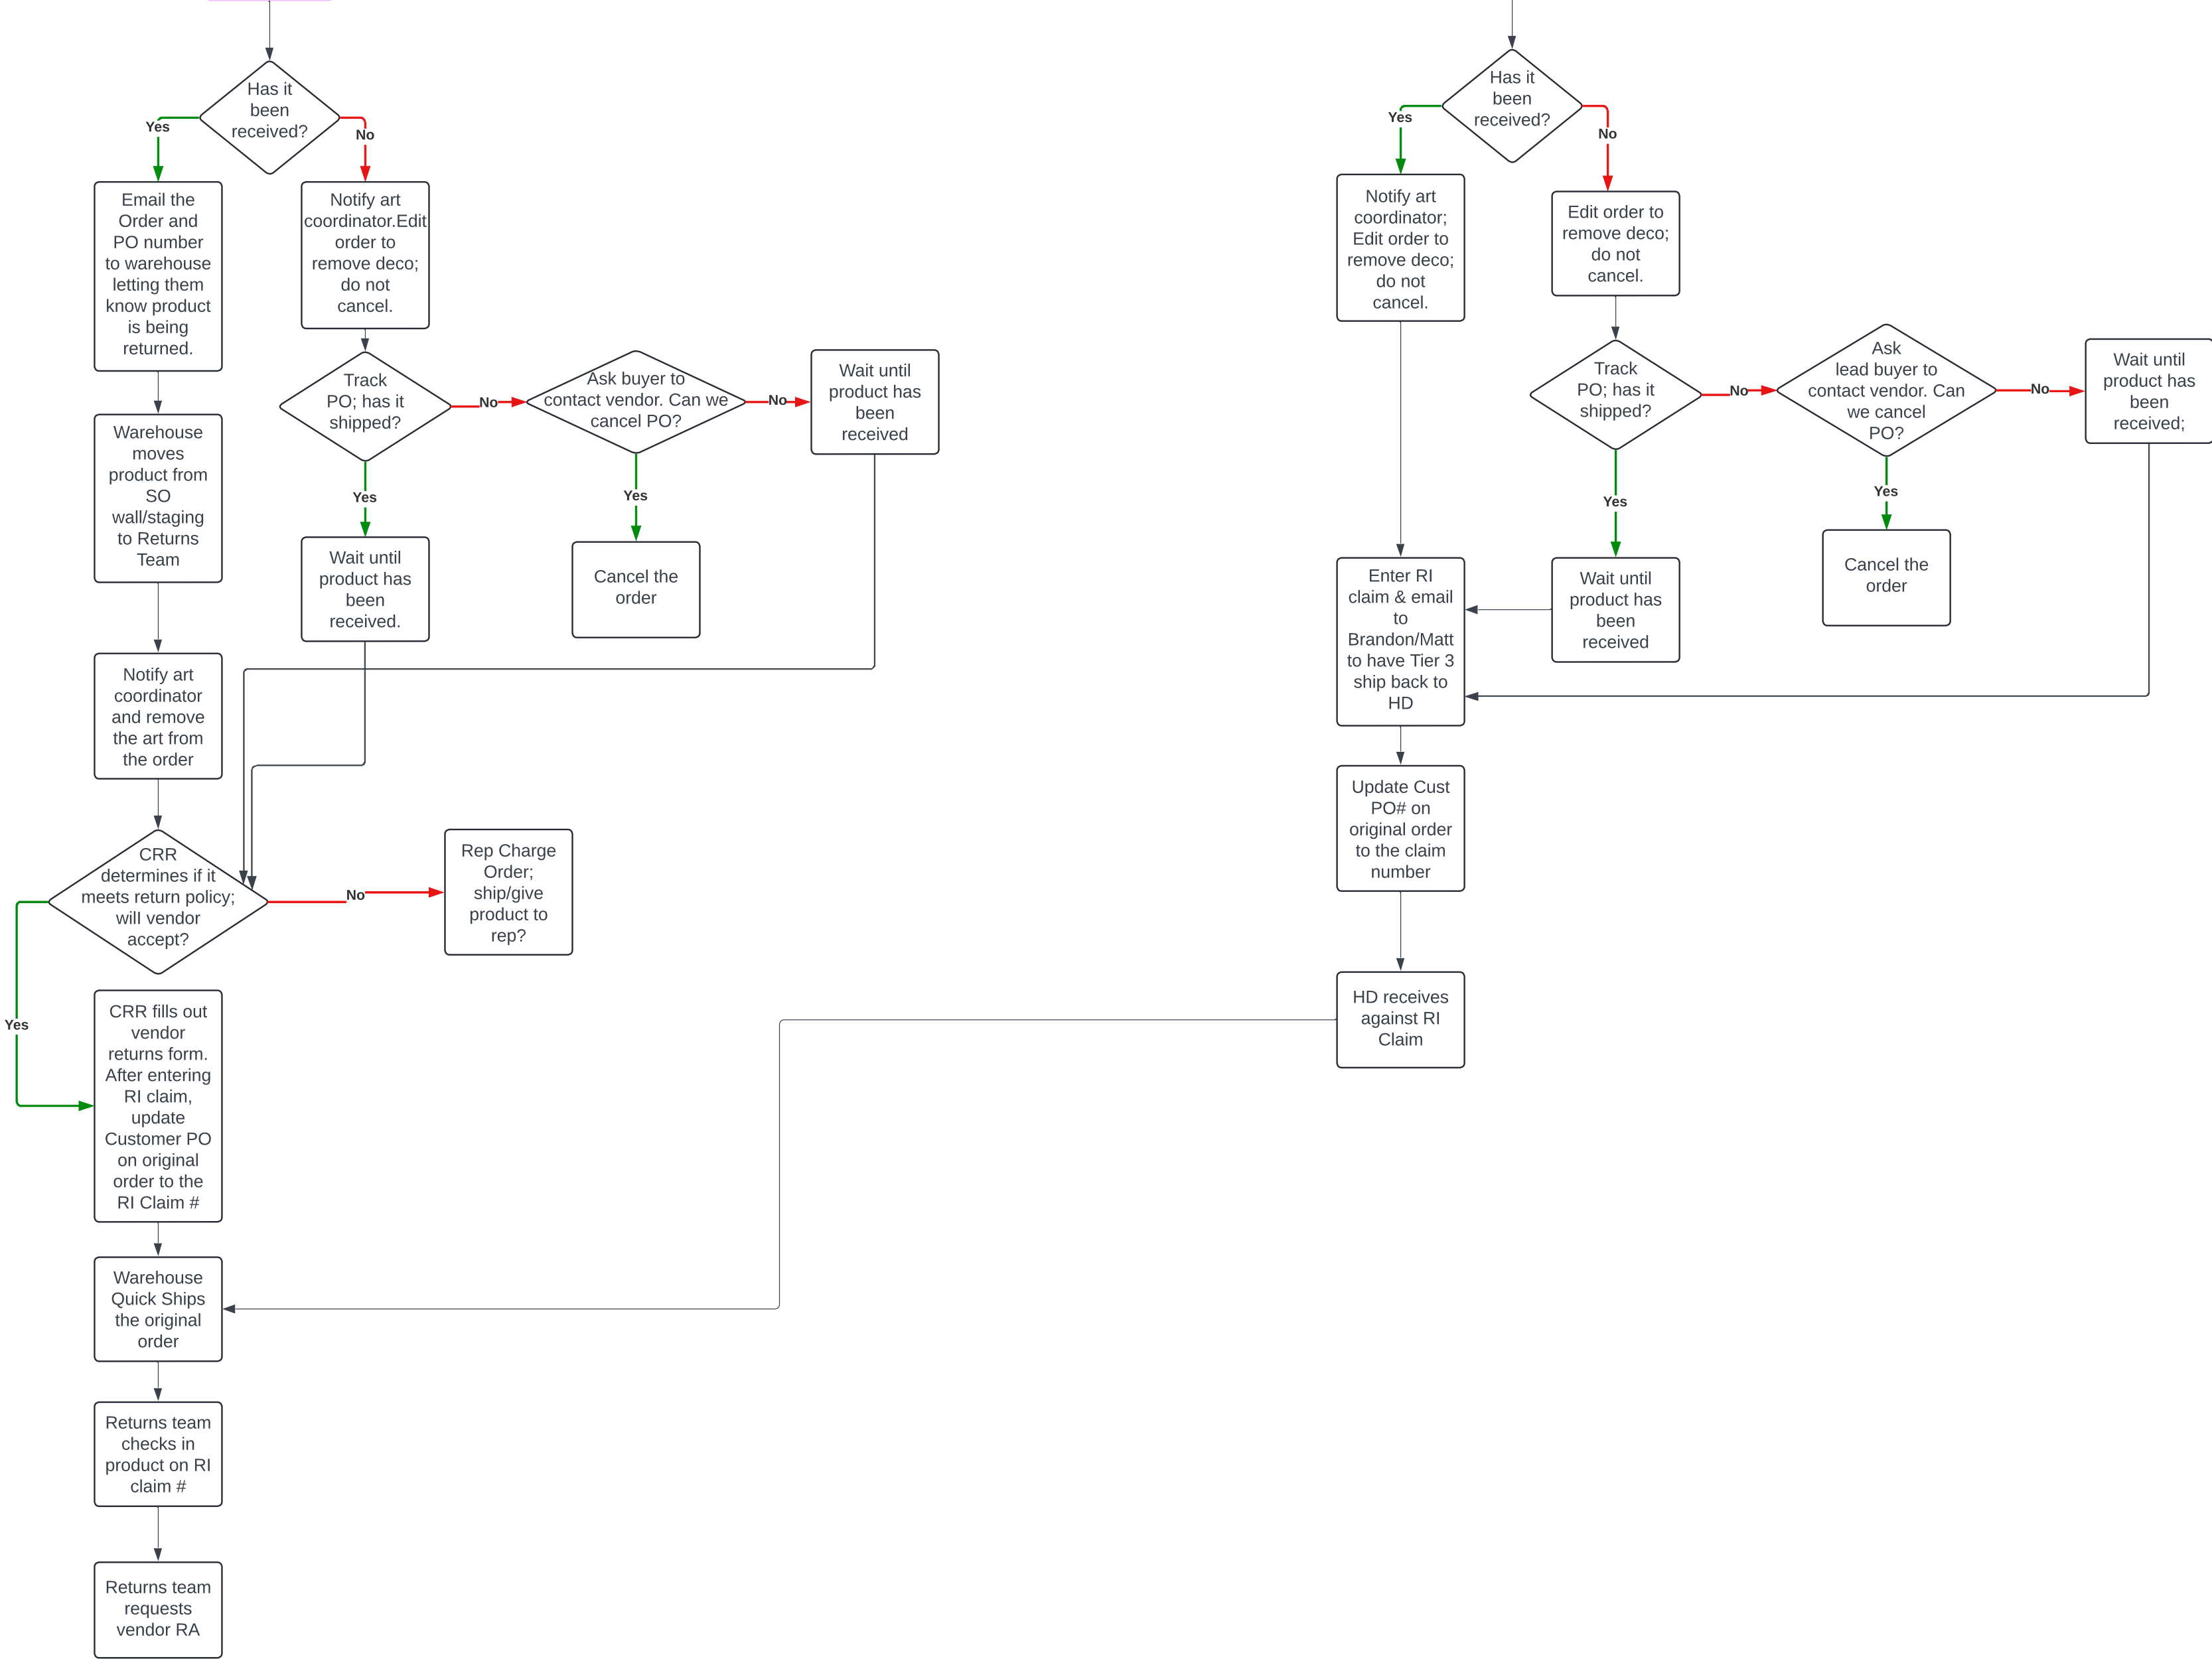 Has it
been
received?
Yes
No
Email the
Order and
PO number
to warehouse
letting them
know product
is being
returned.
Notify art
coordinator.Edit
order to
remove deco;
do not
cancel.
Track
PO; has it
shipped?
No
Ask buyer to
contact vendor. Can we
cancel PO?
No
Wait until
product has
been
received
Yes
Yes
Warehouse
moves
product from
SO
wall/staging
to Returns
Team
Wait until
product has
been
received.
Cancel the
order
Notify art
coordinator
and remove
the art from
the order
CRR
determines if it
meets return policy;
will vendor
accept?
No
Rep Charge
Order;
ship/give
product to
rep?
Yes
CRR fills out
vendor
returns form.
After entering
RI claim,
update
Customer PO
on original
order to the
RI Claim #
Warehouse
Quick Ships
the original
order
Returns team
checks in
product on RI
claim #
Returns team
requests
vendor RA
Has it
been
received?
Yes
No
Notify art
coordinator;
Edit order to
remove deco;
do not
cancel.
Edit order to
remove deco;
do not
cancel.
Track
PO; has it
shipped?
No
Ask
lead buyer to
contact vendor. Can
we cancel
PO?
No
Wait until
product has
been
received;
Yes
Yes
Enter RI
claim & email
to
Brandon/Matt
to have Tier 3
ship back to
HD
Wait until
product has
been
received
Cancel the
order
Update Cust
PO# on
original order
to the claim
number
HD receives
against RI
Claim